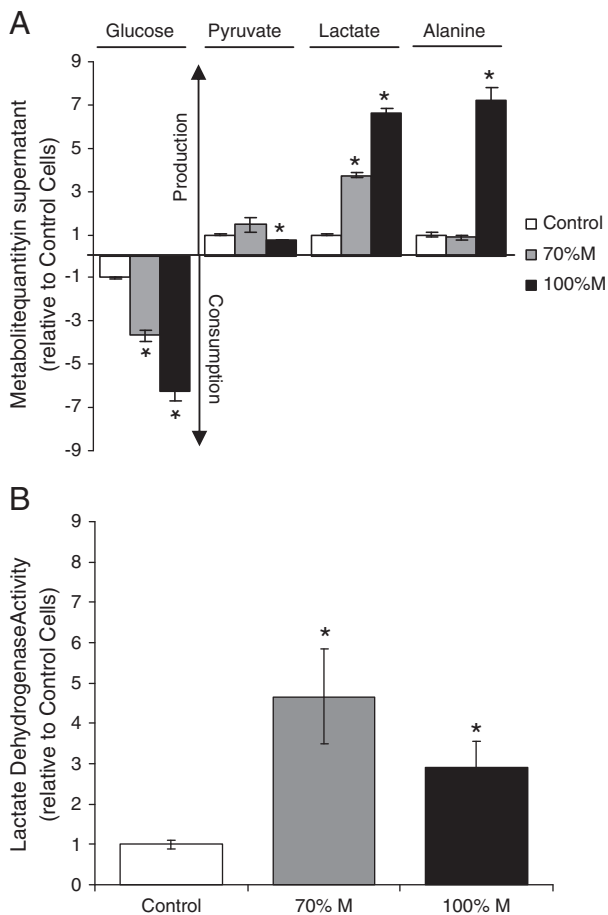 A
Glucose Pyruvate Lactate Alanine
Metabolitequantityin supernatant
(relative to Control Cells)
9
7
5
3
1
-1
-3
-5
-7
-9
Production
Consumption
* * * * * *
Control
70%M
100%M
B
Lactate DehydrogenaseActivity
(relative to Control Cells)
9
8
7
6
5
4
3
2
1
0
* *
Control 70% M 100% M